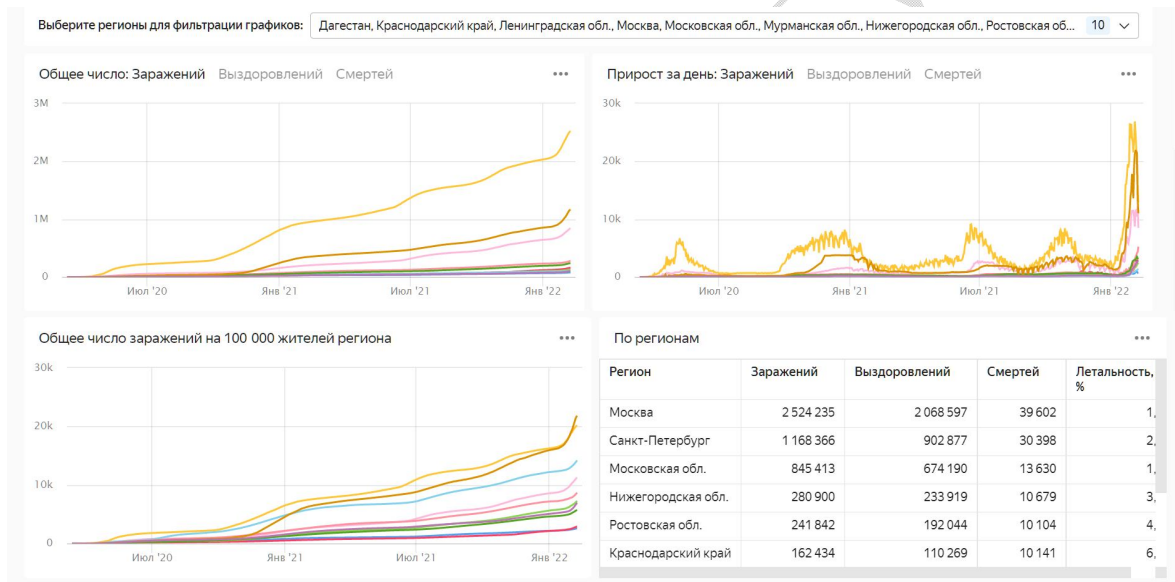 Выберите регионы для фильтрации графиков: Дагестан, Краснодарский край, Ленинградская обл., Москва, Московская обл., Мурманская обл., Нижегородская обл., Ростовская об... 10
Общее число: Заражений Выздоровлений Смертей
3M
2M
1M
0
Июл '20 Янв '21 Июл '21 Янв '22
Прирост за день: Заражений Выздоровлений Смертей
30k
20k
10k
0
Июл '20 Янв '21 Июл '21 Янв '22
Общее число заражений на 100 000 жителей региона
30k
20k
10k
0
Июл '20 Янв '21 Июл '21 Янв '22
По регионам
Регион Заражений Выздоровлений Смертей Летальность,
%
Москва 2 524 235 2 068 597 39 602 1,
Санкт-Петербург 1 168 366 902 877 30 398 2,
Московская обл. 845 413 674 190 13 630 1,
Нижегородская обл. 280 900 233 919 10 679 3,
Ростовская обл. 241 842 192 044 10 104 4,
Краснодарский край 162 434 110 269 10 141 6,